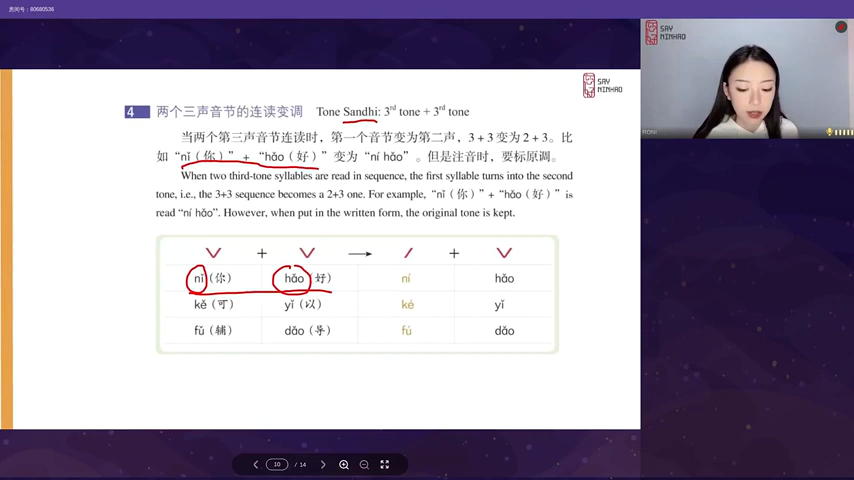 房间号：80680536
SAY
NINHAO
SAY
NINHAO
4 两个三声音节的连读变调 Tone Sandhi: 3rd tone + 3rd tone
当两个第三声音节连读时，第一个音节变为第二声，3 + 3 变为 2 + 3。比
如 “nǐ（你）” + “hǎo（好）” 变为 “ní hǎo”。但是注音时，要标原调。
When two third-tone syllables are read in sequence, the first syllable turns into the second
tone, i.e., the 3+3 sequence becomes a 2+3 one. For example, “nǐ（你）” + “hǎo（好）” is
read “ní hǎo”. However, when put in the written form, the original tone is kept.
ˇ + ˇ → ˊ + ˇ
nǐ（你） hǎo（好） ní hǎo
kě（可） yǐ（以） ké yǐ
fǔ（辅） dǎo（导） fú dǎo
RONI
10 / 14